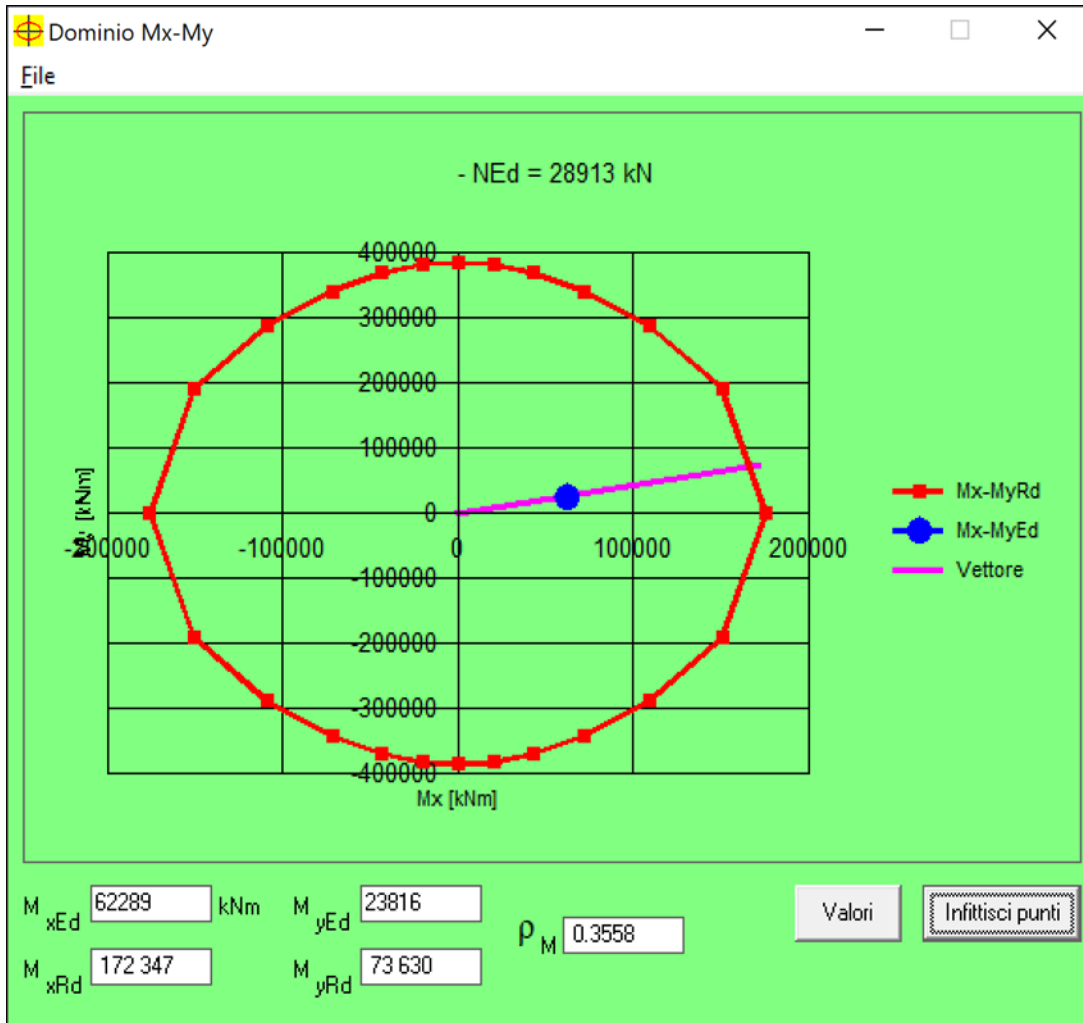 Dominio Mx-My
File
- NEd = 28913 kN
400000
300000
200000
100000
0
-100000
-200000
-300000
-400000
-200000 -100000 0 100000 200000
[kNm]
Mx [kNm]
Mx-MyRd
Mx-MyEd
Vettore
M xEd 62289 kNm M yEd 23816
M xRd 172 347 M yRd 73 630
ρ M 0.3558
Valori
Infittisci punti